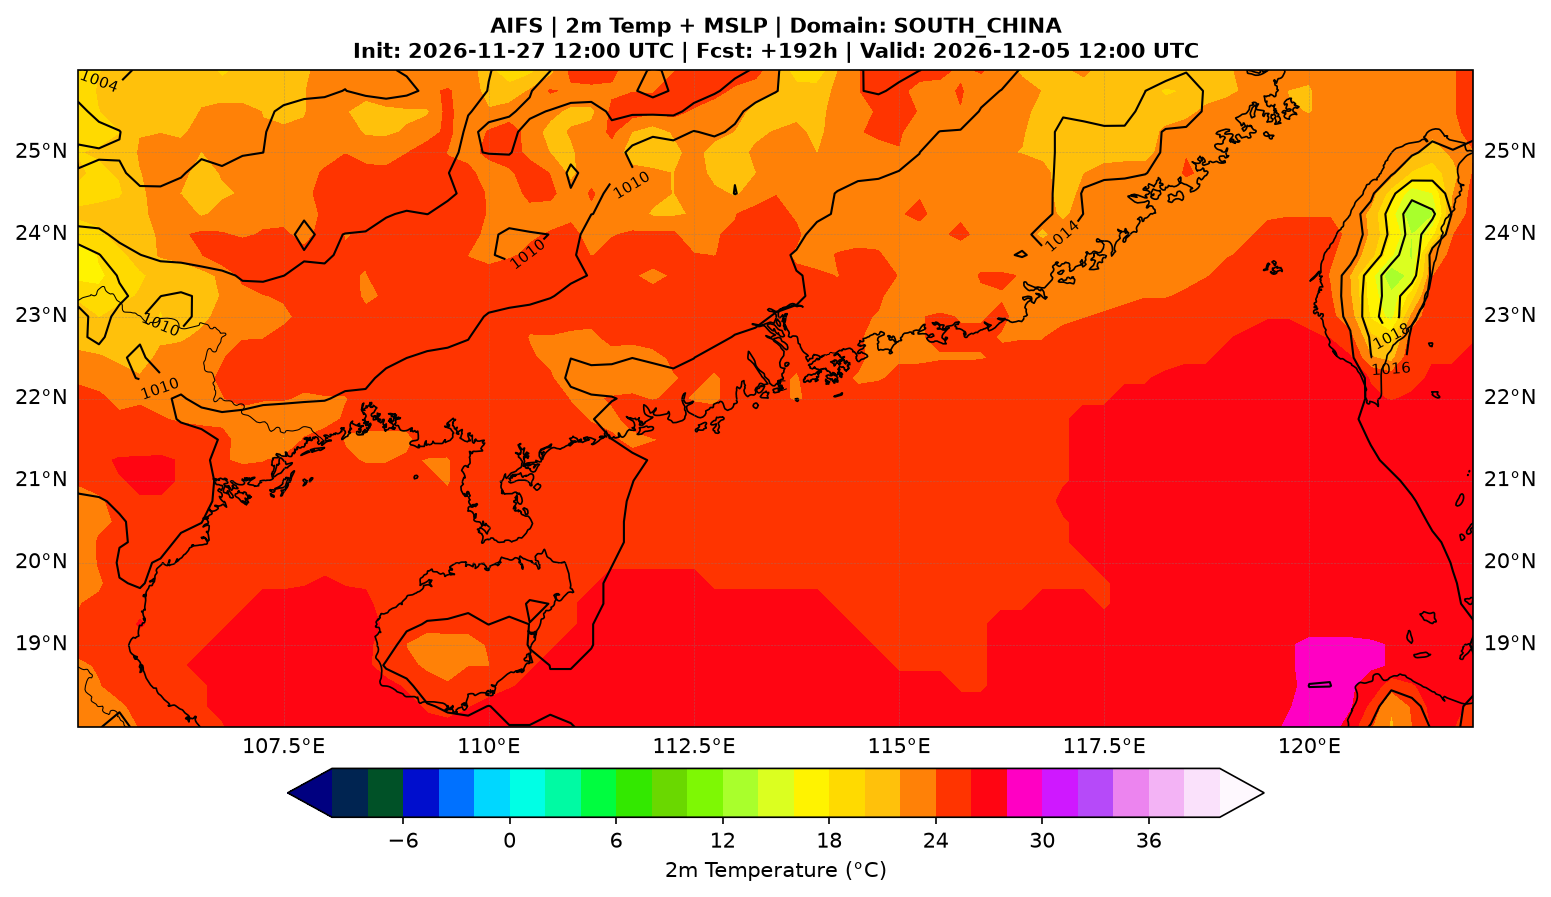 AIFS | 2m Temp + MSLP | Domain: SOUTH_CHINA
Init: 2026-11-27 12:00 UTC | Fcst: +192h | Valid: 2026-12-05 12:00 UTC
1004
25°N 25°N
1010
24°N 1010 1014 24°N
23°N 1010 1018 23°N
1016
22°N 1010 22°N
21°N 21°N
20°N 20°N
19°N 19°N
107.5°E 110°E 112.5°E 115°E 117.5°E 120°E
−6 0 6 12 18 24 30 36
2m Temperature (°C)